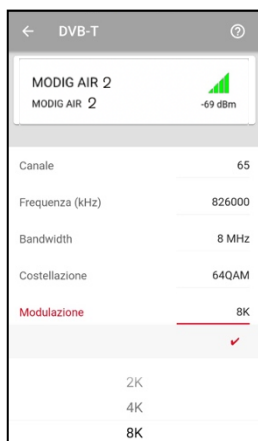 DVB-T
MODIG AIR 2
MODIG AIR 2
-69 dBm
Canale 65
Frequenza (kHz) 826000
Bandwidth 8 MHz
Costellazione 64QAM
Modulazione 8K
2K
4K
8K